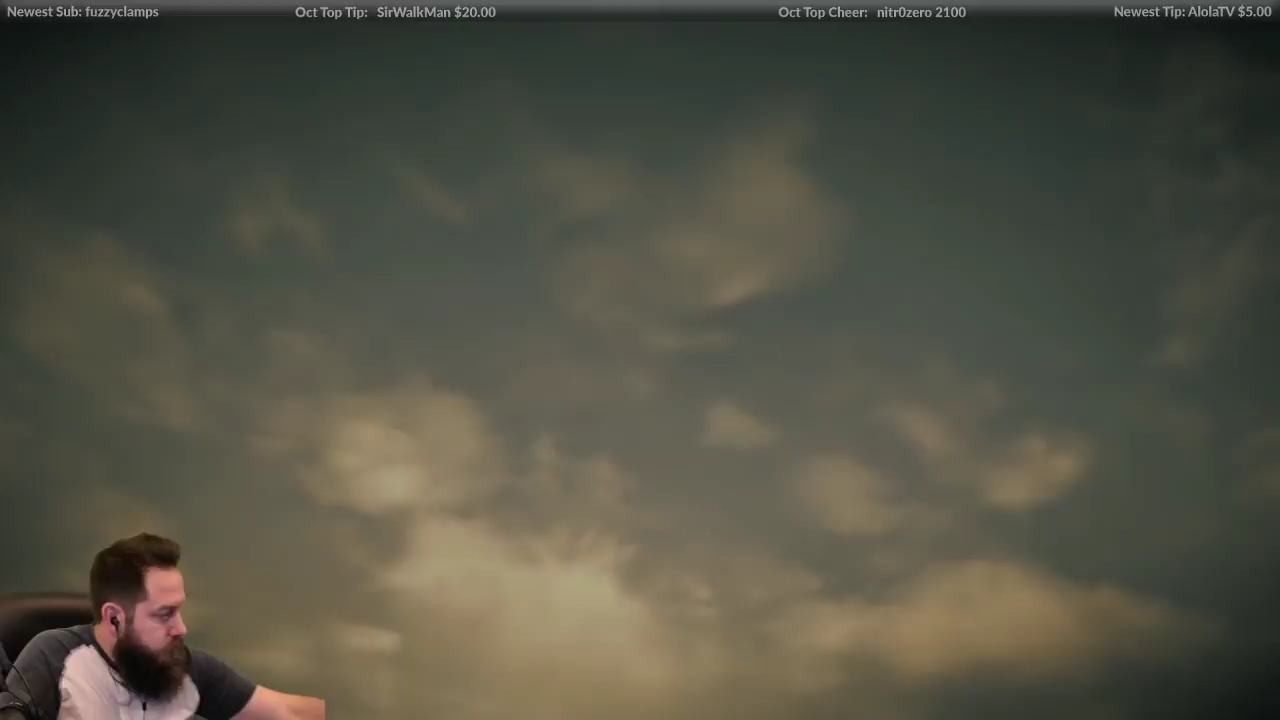 Newest Sub: fuzzyclamps
Oct Top Tip: SirWalkMan $20.00
Oct Top Cheer: nitr0zero 2100
Newest Tip: AlolaTV $5.00